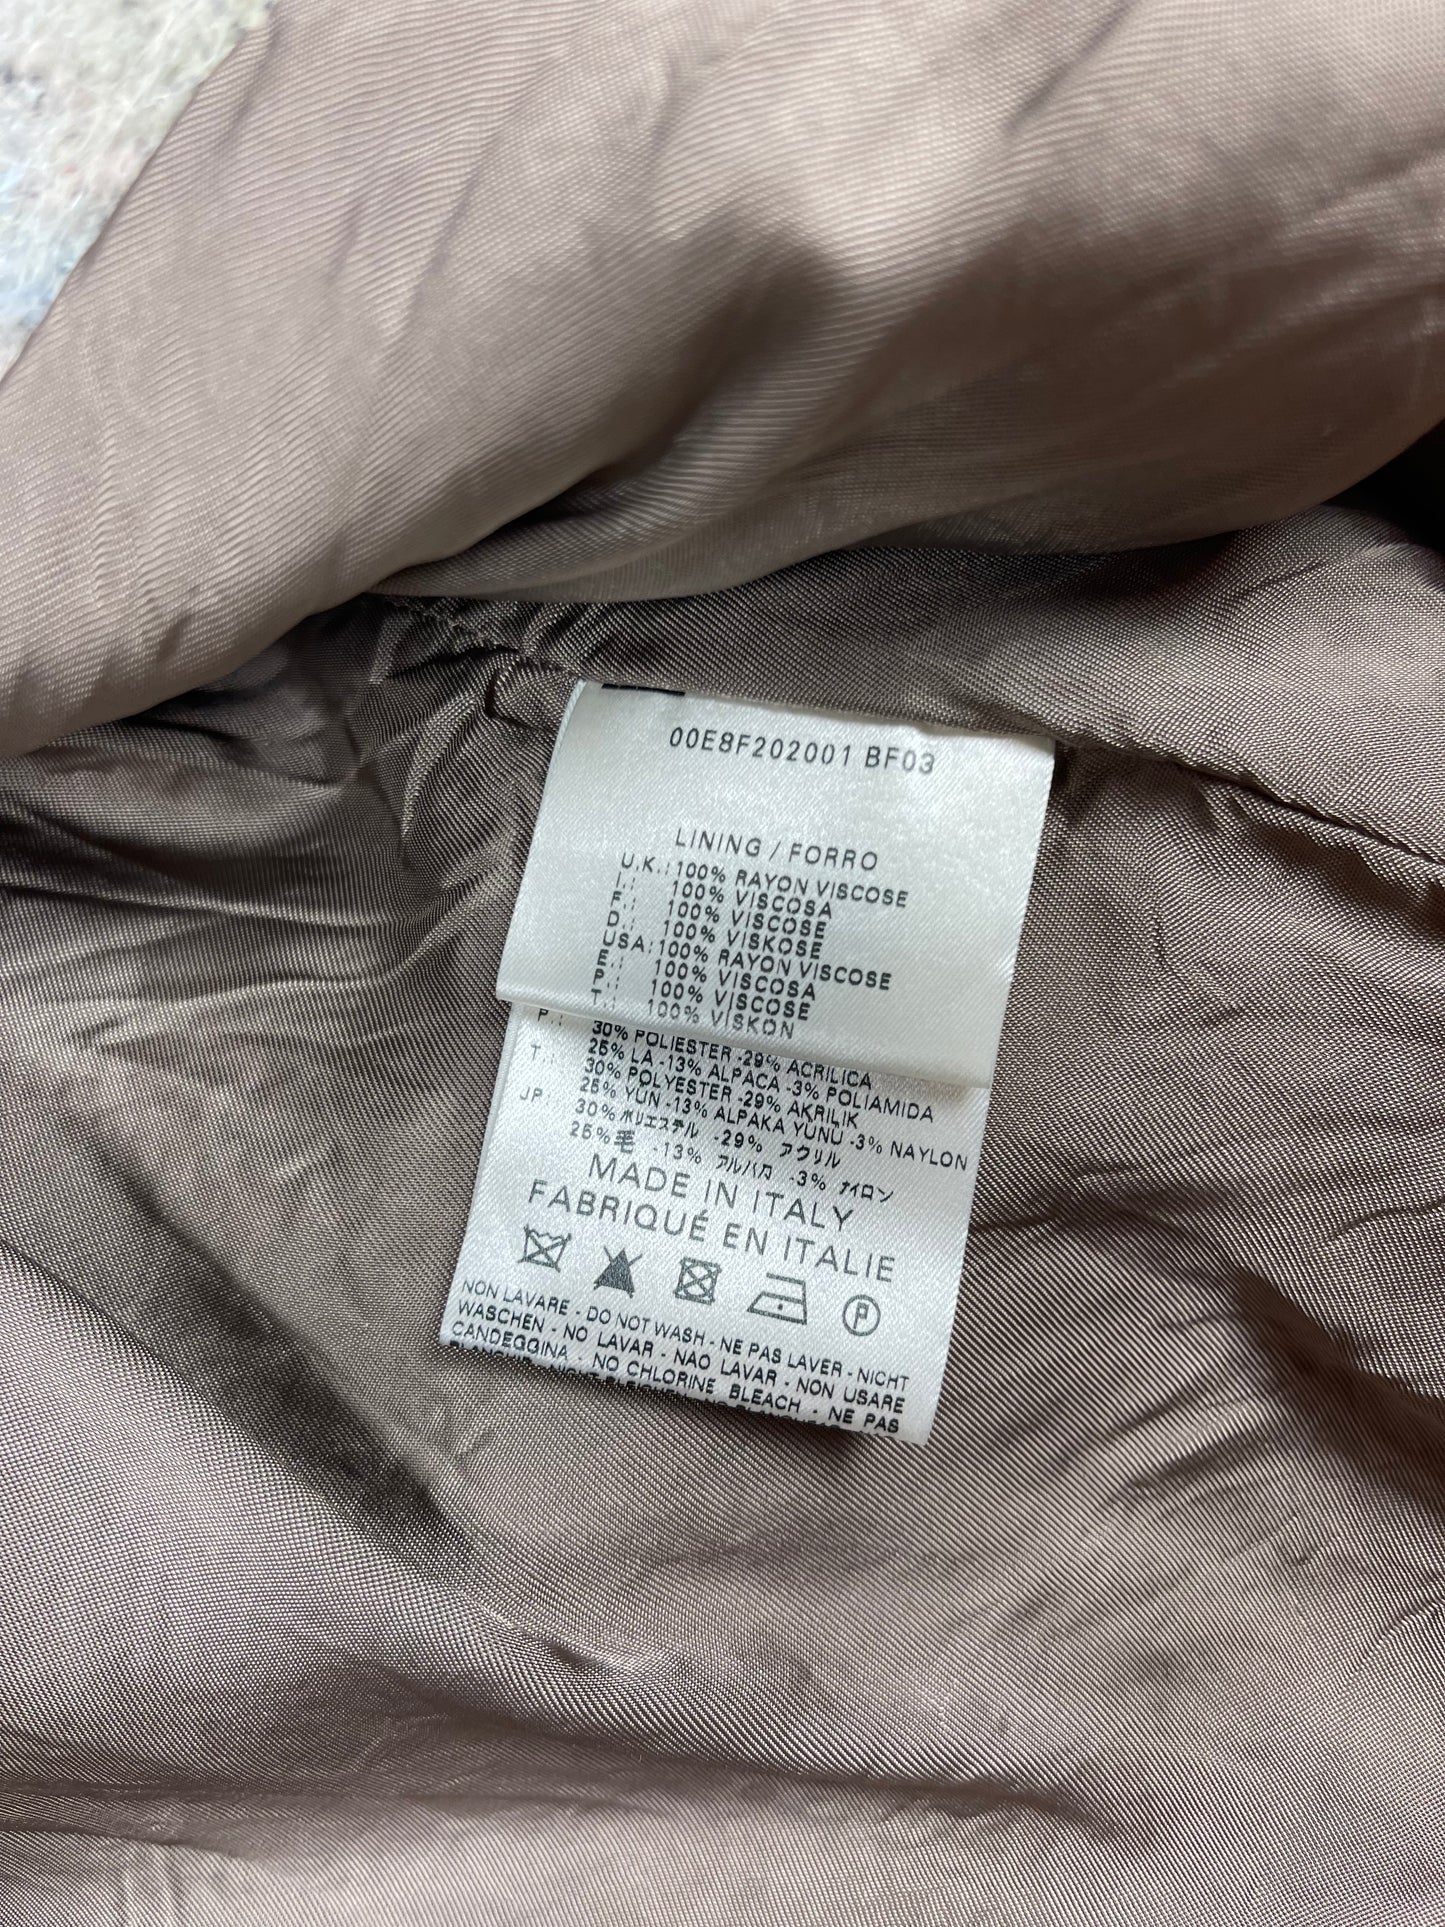 00E8F202001 BF03
LINING / FORRO
U.K.: 100% RAYON VISCOSE
I.: 100% VISCOSA
F.: 100% VISCOSE
D.: 100% VISKOSE
USA: 100% RAYON VISCOSE
E.: 100% VISCOSA
P.: 100% VISCOSE
T.: 100% VISKON
P.: 30% POLIESTER -29% ACRILICA
25% LA -13% ALPACA -3% POLIAMIDA
T.: 30% POLYESTER -29% AKRILIK
25% YUN -13% ALPAKA YUNU -3% NAYLON
JP: 30% ポリエステル -29% アクリル
25% 毛 -13% アルパカ -3% ナイロン
MADE IN ITALY
FABRIQUÉ EN ITALIE
P
NON LAVARE - DO NOT WASH - NE PAS LAVER - NICHT
WASCHEN - NO LAVAR - NAO LAVAR - NON USARE
CANDEGGINA - NO CHLORINE BLEACH - NE PAS